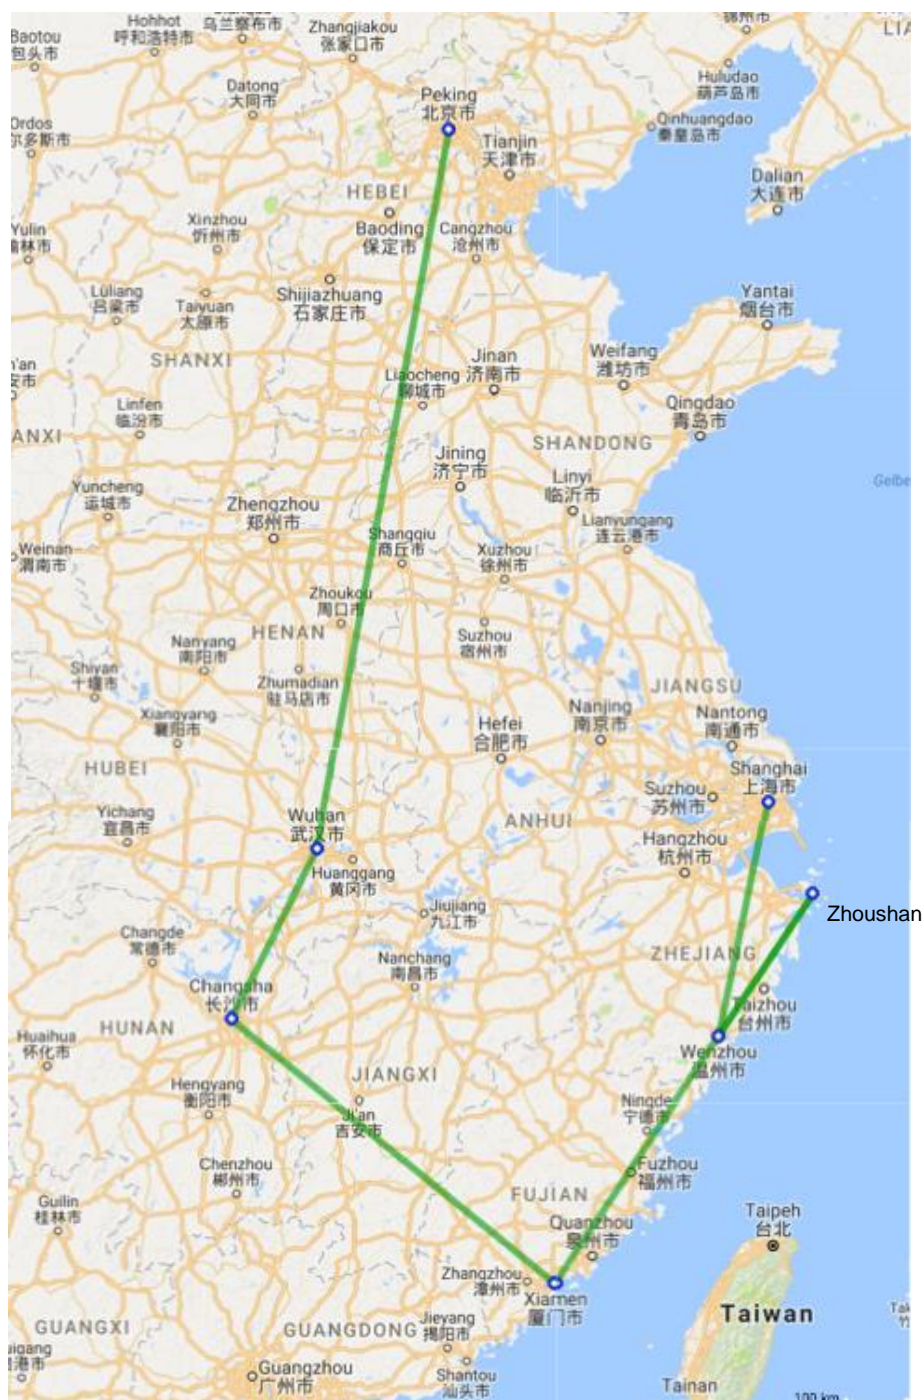 Hohhot
呼和浩特市
乌兰察布市
Zhangjiakou
张家口市
锦州市
LIA
Baotou
包头市
Datong
大同市
Peking
北京市
Huludao
葫芦岛市
Ordos
尔多斯市
Tianjin
天津市
Qinhuangdao
秦皇岛市
Dalian
大连市
HEBEI
Xinzhou
忻州市
Baoding
保定市
Cangzhou
沧州市
Yulin
榆林市
Lüliang
吕梁市
Taiyuan
太原市
Shijiazhuang
石家庄市
Yantai
烟台市
SHANXI
Jinan
济南市
Weifang
潍坊市
Liaocheng
聊城市
'an
安市
Linfen
临汾市
Qingdao
青岛市
ANXI
SHANDONG
Jining
济宁市
Linyi
临沂市
Gelbe
Yuncheng
运城市
Zhengzhou
郑州市
Lianyungang
连云港市
Shangqiu
商丘市
Xuzhou
徐州市
Weinan
渭南市
Zhoukou
周口市
HENAN
Suzhou
宿州市
Nanyang
南阳市
Shiyan
十堰市
Zhumadian
驻马店市
JIANGSU
Xiangyang
襄阳市
Nanjing
南京市
Nantong
南通市
Hefei
合肥市
HUBEI
Shanghai
上海市
Suzhou
苏州市
Yichang
宜昌市
Wuhan
武汉市
ANHUI
Hangzhou
杭州市
Huanggang
黄冈市
Jiujiang
九江市
Zhoushan
Changde
常德市
Nanchang
南昌市
ZHEJIANG
Changsha
长沙市
Taizhou
台州市
HUNAN
Huaihua
怀化市
Wenzhou
温州市
JIANGXI
Hengyang
衡阳市
Ji'an
吉安市
Ningde
宁德市
Chenzhou
郴州市
Fuzhou
福州市
FUJIAN
Guilin
桂林市
Quanzhou
泉州市
Taipeh
台北
Zhangzhou
漳州市
Xiamen
厦门市
Taiwan
GUANGXI
GUANGDONG
Jieyang
揭阳市
Guangzhou
广州市
Shantou
汕头市
Tainan
100 km